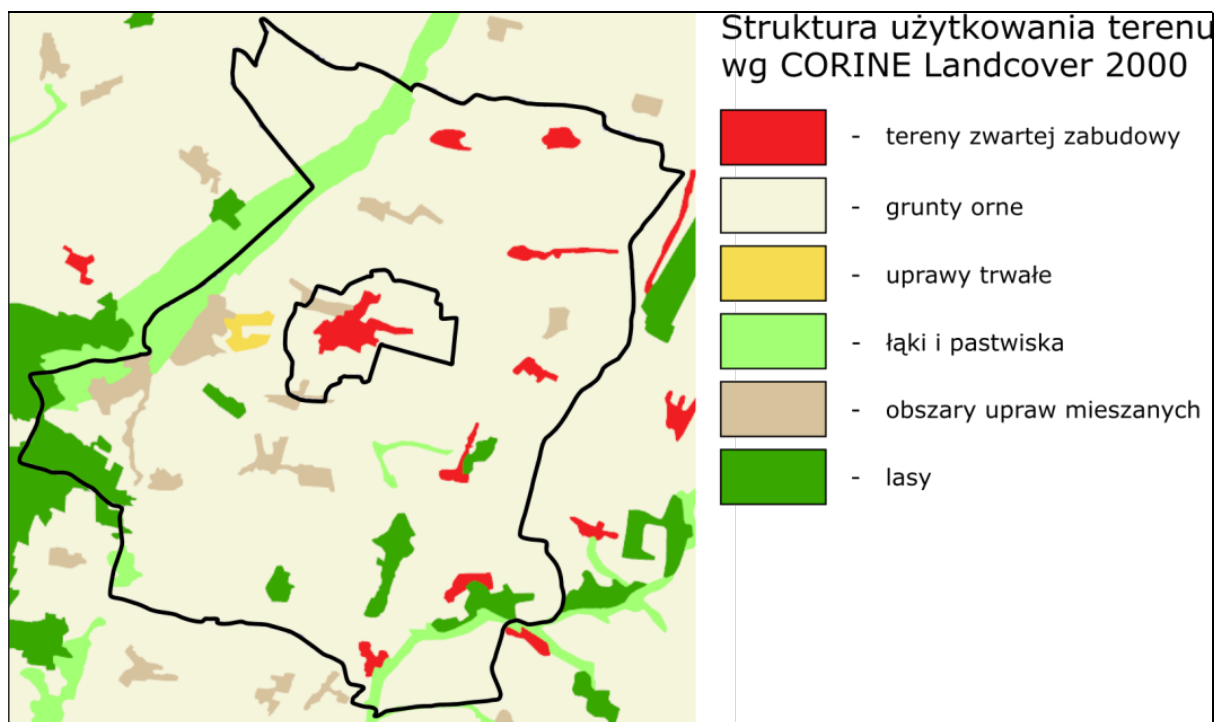 Struktura użytkowania terenu
wg CORINE Landcover 2000
- tereny zwartej zabudowy
- grunty orne
- uprawy trwałe
- łąki i pastwiska
- obszary upraw mieszanych
- lasy